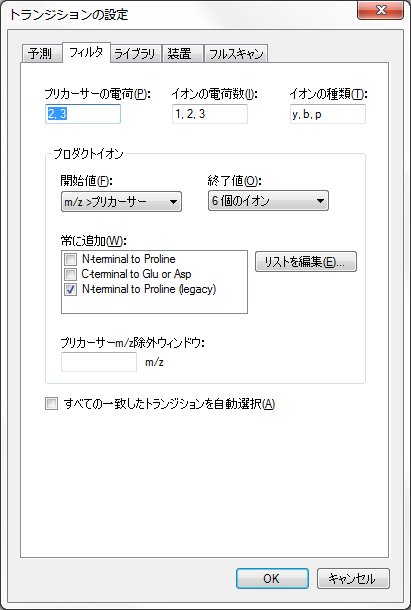 トランジションの設定
予測 フィルタ ライブラリ 装置 フルスキャン
プリカーサーの電荷(P): イオンの電荷数(I): イオンの種類(T):
2, 3 1, 2, 3 y, b, p
プロダクトイオン
開始値(F): 終了値(O):
m/z >プリカーサー 6 個のイオン
常に追加(W):
N-terminal to Proline
C-terminal to Glu or Asp
N-terminal to Proline (legacy)
リストを編集(E)...
プリカーサーm/z除外ウィンドウ:
m/z
すべての一致したトランジションを自動選択(A)
OK キャンセル